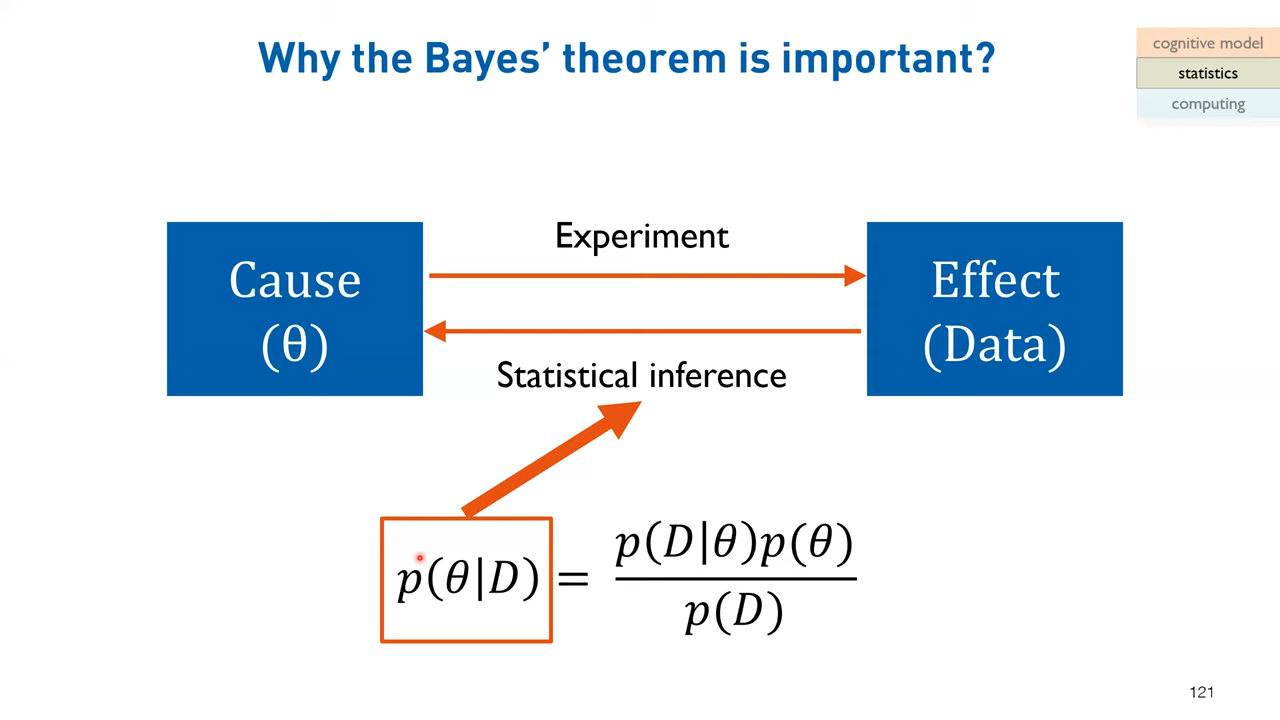 Why the Bayes’ theorem is important?
cognitive model
statistics
computing
Experiment
Cause
(θ)
Effect
(Data)
Statistical inference
p(θ|D) = p(D|θ)p(θ) / p(D)
121